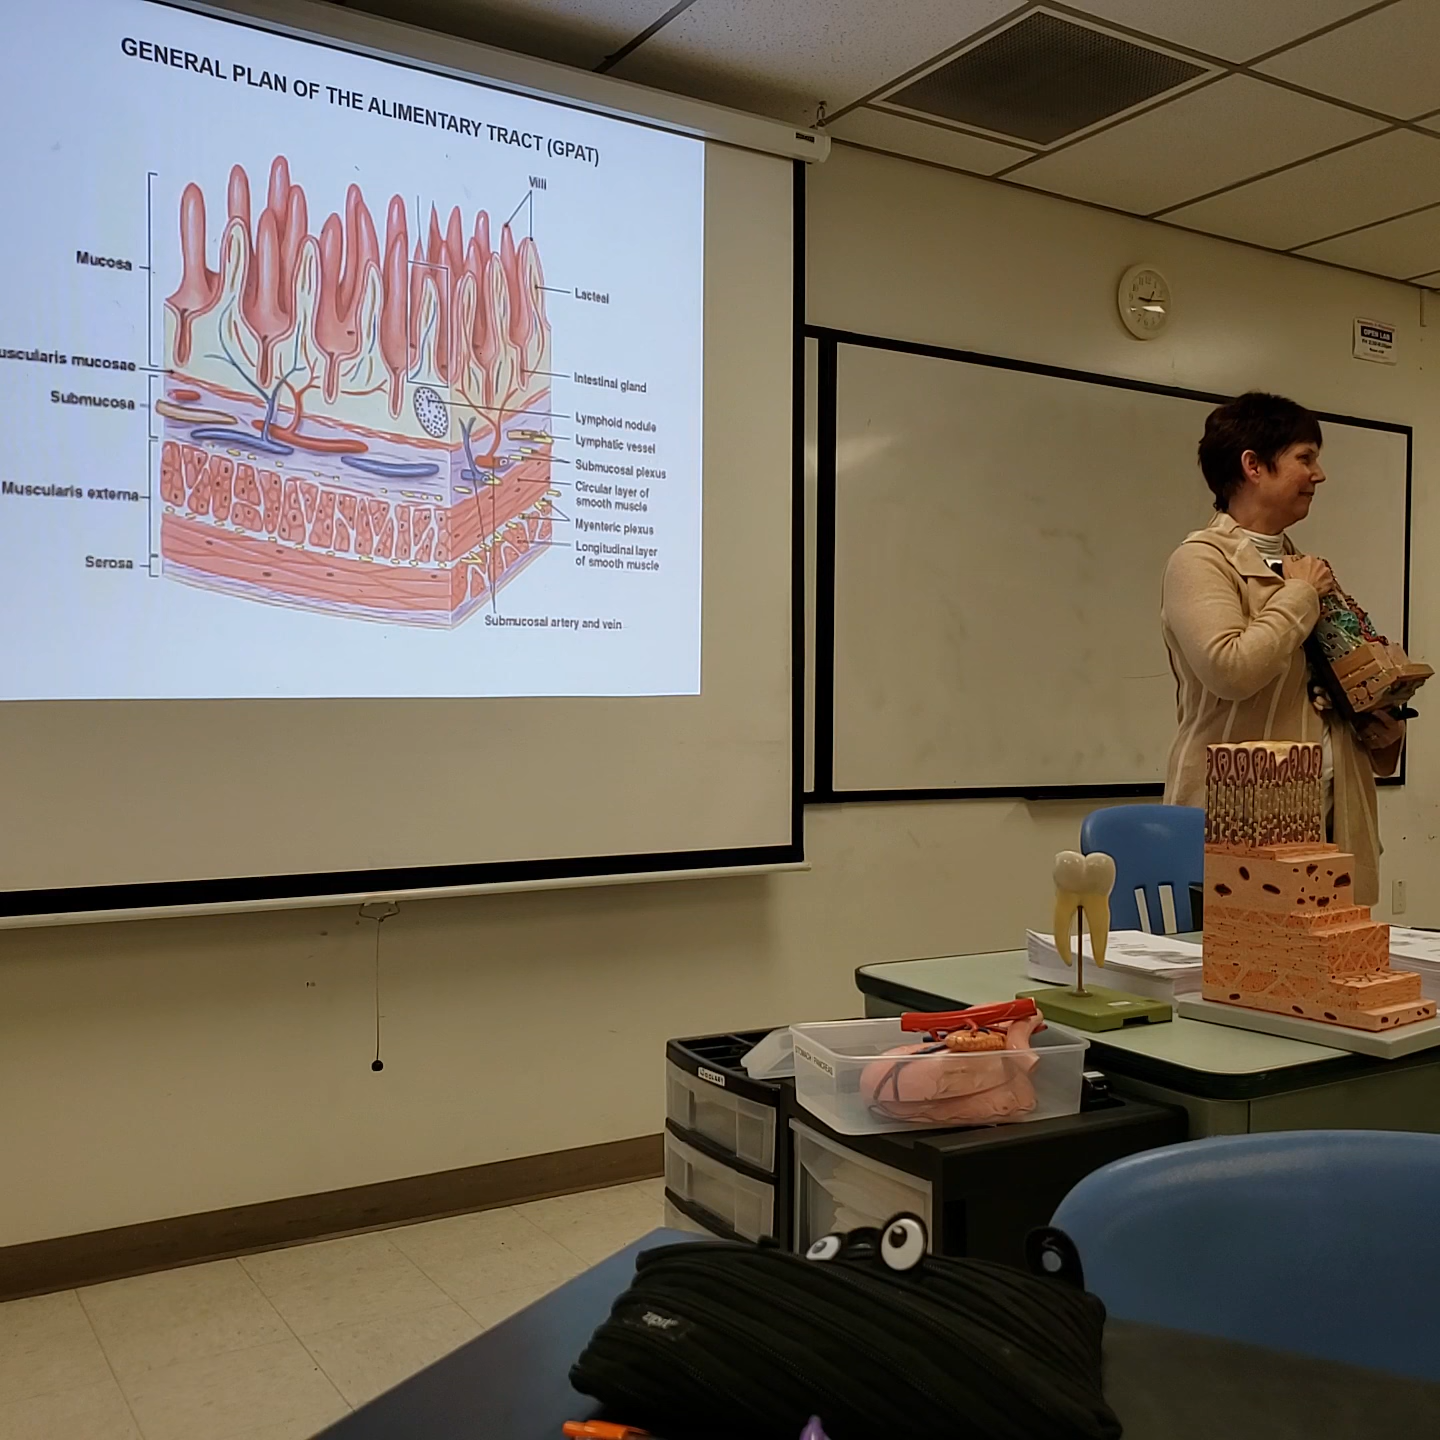 GENERAL PLAN OF THE ALIMENTARY TRACT (GPAT)
Villi
Mucosa
Lacteal
uscularis mucosae
Intestinal gland
Submucosa
Lymphoid nodule
Lymphatic vessel
Submucosal plexus
Muscularis externa
Circular layer of
smooth muscle
Myenteric plexus
Longitudinal layer
of smooth muscle
Serosa
Submucosal artery and vein
OPEN LAB
STOMACH PANCREAS
zipit